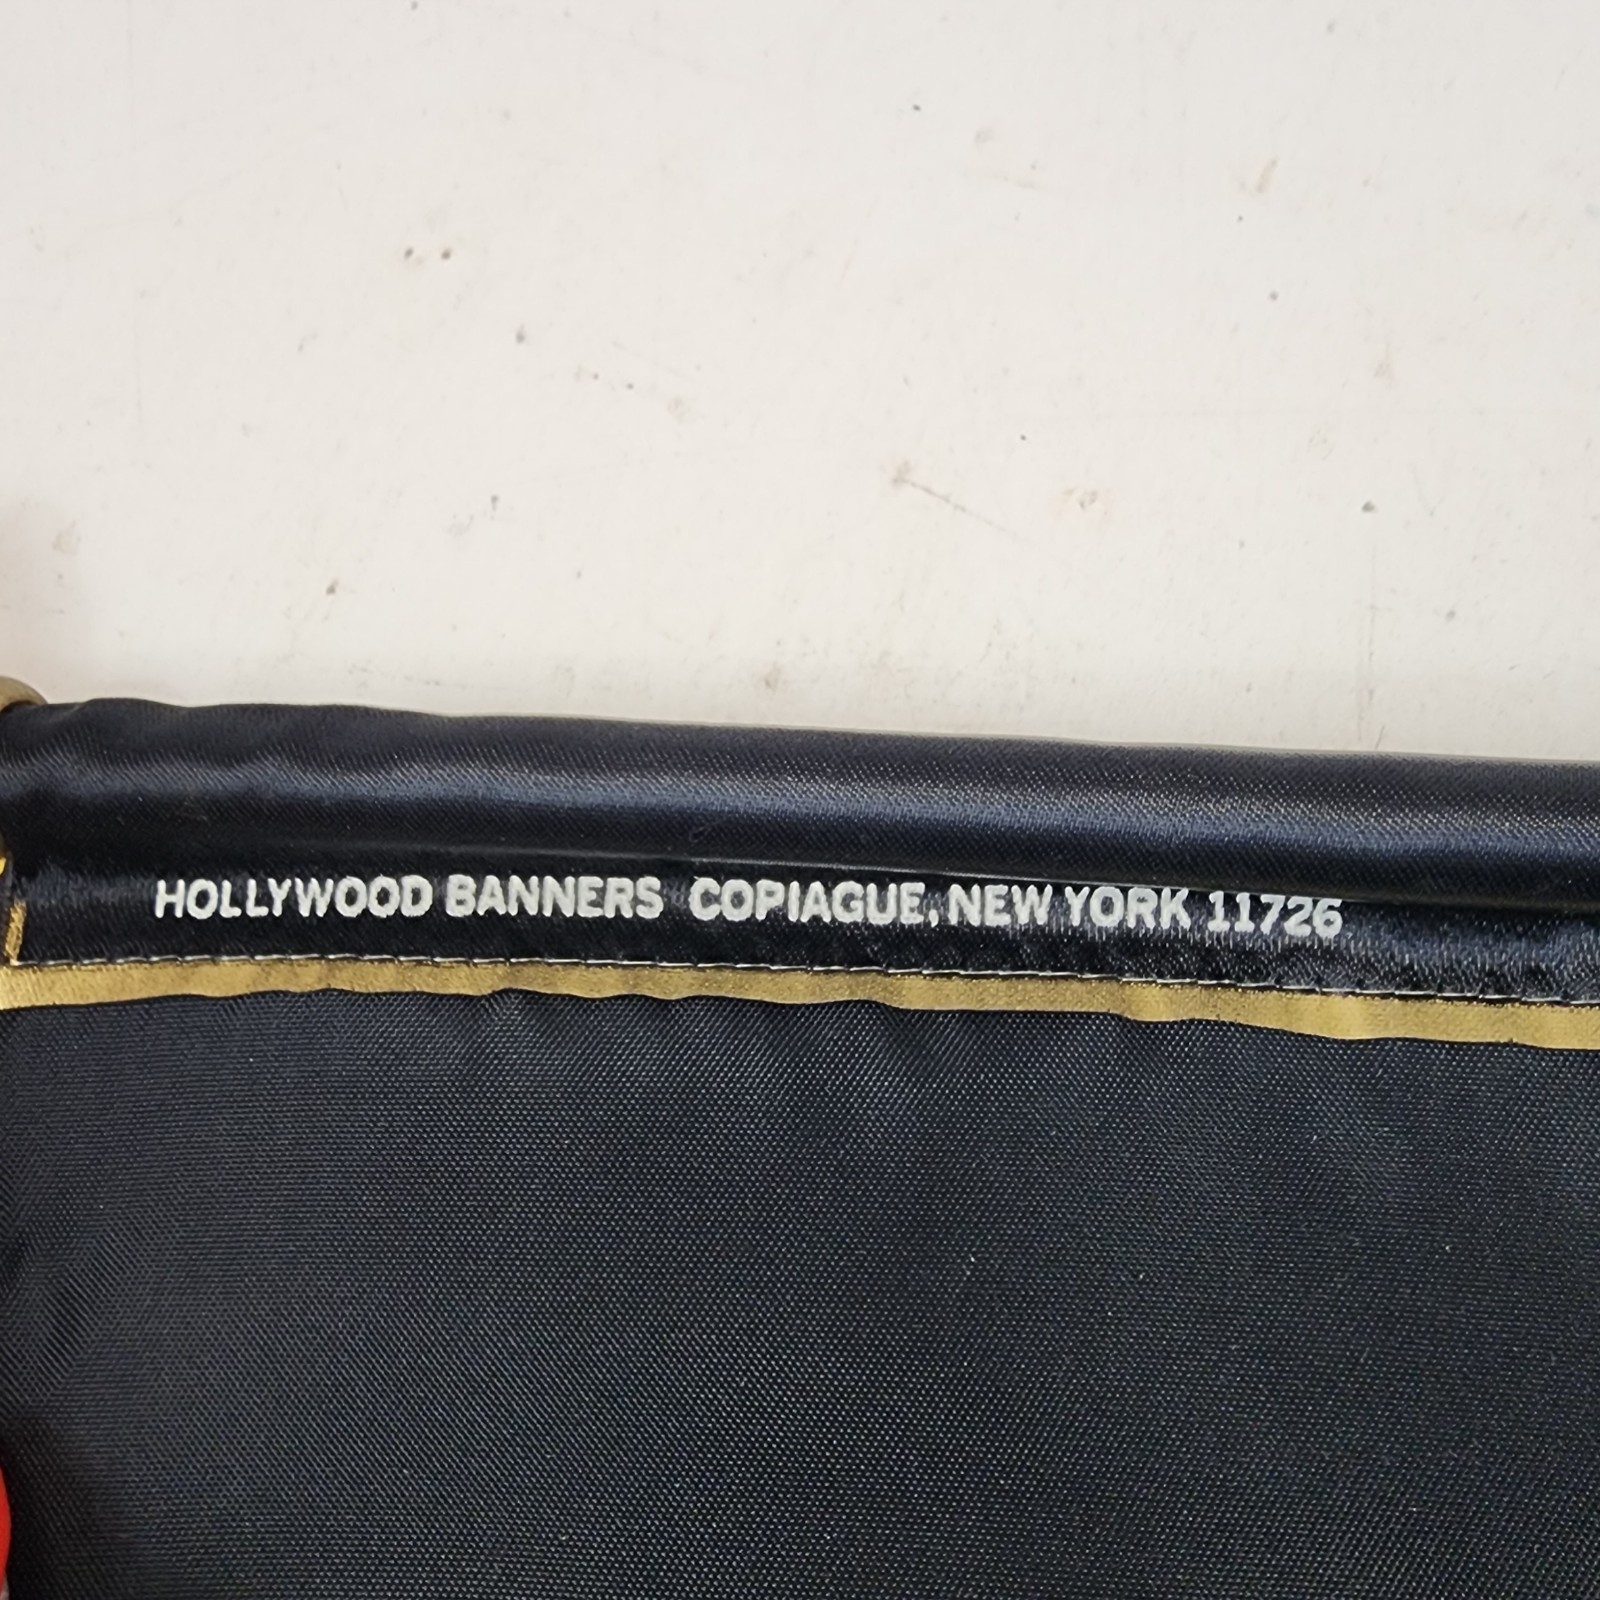 HOLLYWOOD BANNERS COPIAGUE, NEW YORK 11726